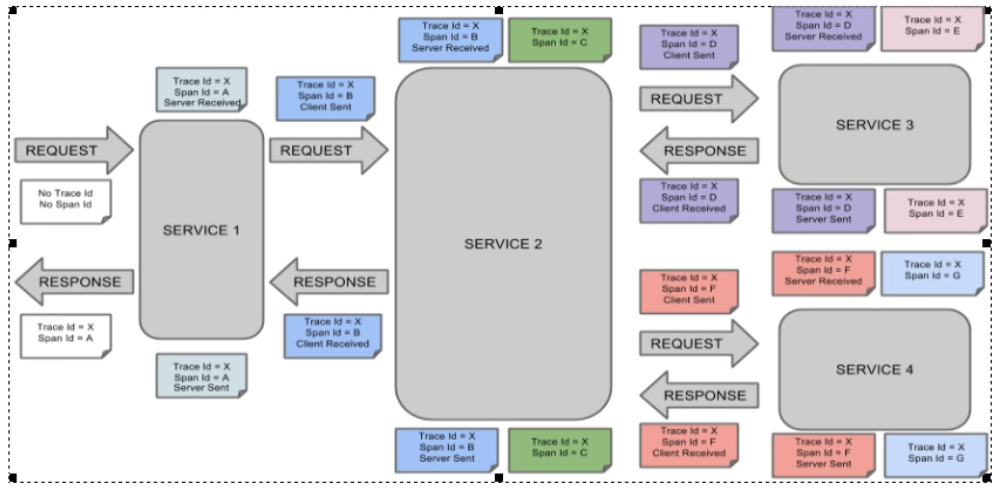 Trace Id = X
Span Id = B
Server Received
Trace Id = X
Span Id = C
Trace Id = X
Span Id = D
Client Sent
Trace Id = X
Span Id = D
Server Received
Trace Id = X
Span Id = E
Trace Id = X
Span Id = A
Server Received
Trace Id = X
Span Id = B
Client Sent
REQUEST
No Trace Id
No Span Id
REQUEST
REQUEST
RESPONSE
SERVICE 3
Trace Id = X
Span Id = D
Client Received
Trace Id = X
Span Id = D
Server Sent
Trace Id = X
Span Id = E
SERVICE 1
SERVICE 2
RESPONSE
RESPONSE
Trace Id = X
Span Id = A
Trace Id = X
Span Id = B
Client Received
Trace Id = X
Span Id = A
Server Sent
Trace Id = X
Span Id = F
Client Sent
Trace Id = X
Span Id = F
Server Received
Trace Id = X
Span Id = G
REQUEST
RESPONSE
SERVICE 4
Trace Id = X
Span Id = B
Server Sent
Trace Id = X
Span Id = C
Trace Id = X
Span Id = F
Client Received
Trace Id = X
Span Id = F
Server Sent
Trace Id = X
Span Id = G